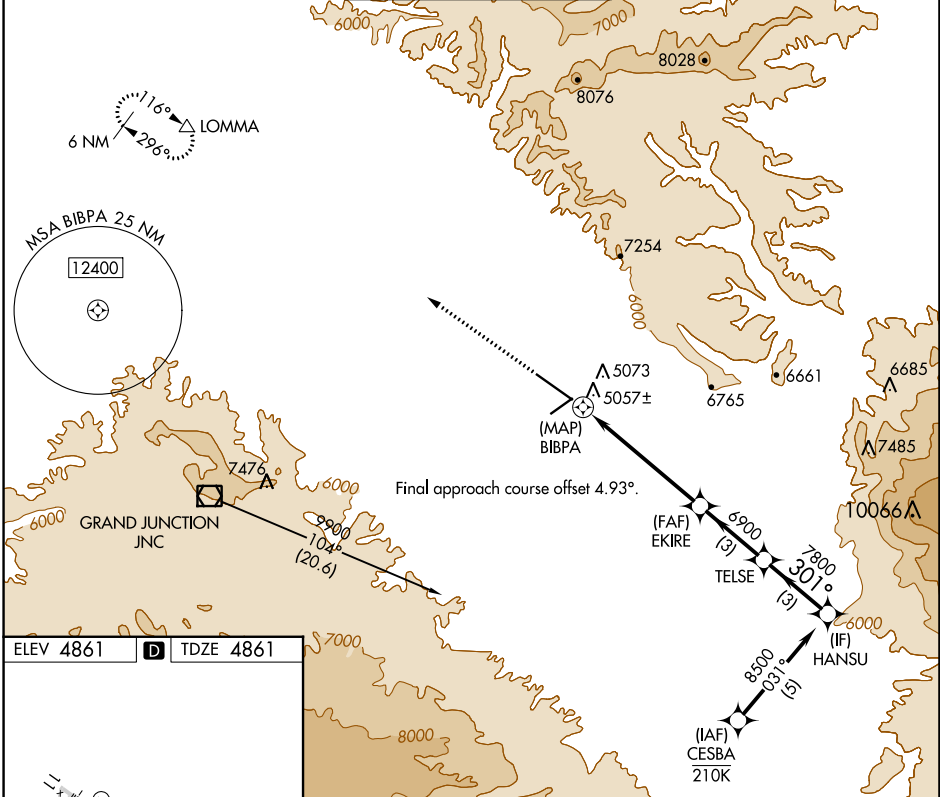 6000
7000
8028
8076
116°
LOMMA
6 NM
296°
MSA BIBPA 25 NM
12400
7254
6000
5073
5057±
6661
6765
6685
(MAP)
BIBPA
7485
7476
6000
Final approach course offset 4.93°.
6000
GRAND JUNCTION
JNC
9900
104°
(20.6)
(FAF)
EKIRE
6900
(3)
10066
TELSE
7800
301°
(3)
6000
(IF)
HANSU
ELEV 4861
D
TDZE 4861
7000
8500
031°
(5)
8000
(IAF)
CESBA
210K
11